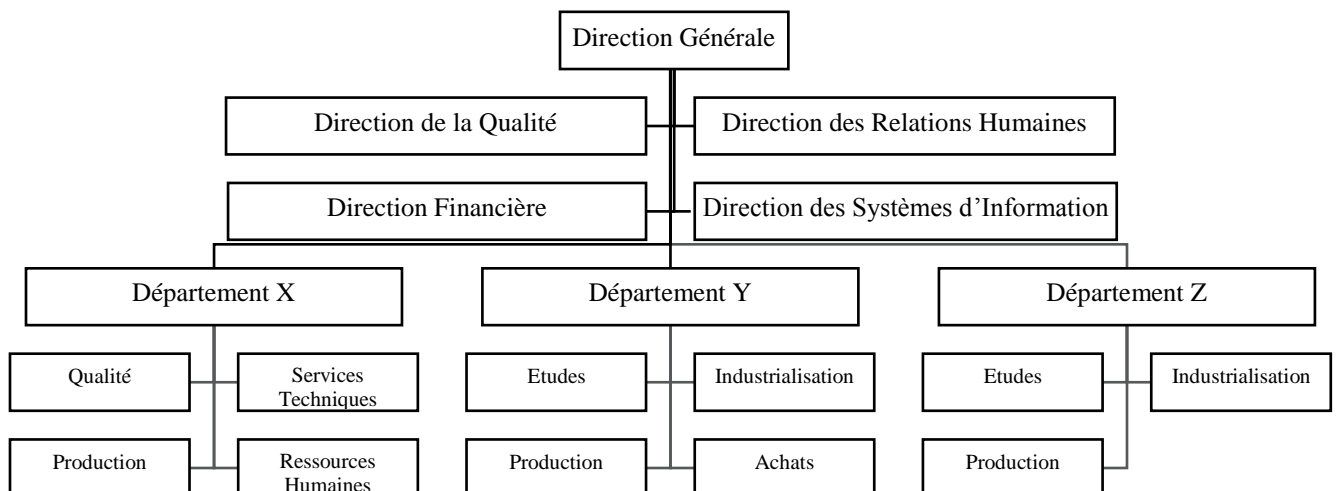 Direction Générale
Direction de la Qualité
Direction des Relations Humaines
Direction Financière
Direction des Systèmes d’Information
Département X
Département Y
Département Z
Qualité
Services
Techniques
Etudes
Industrialisation
Etudes
Industrialisation
Production
Ressources
Humaines
Production
Achats
Production